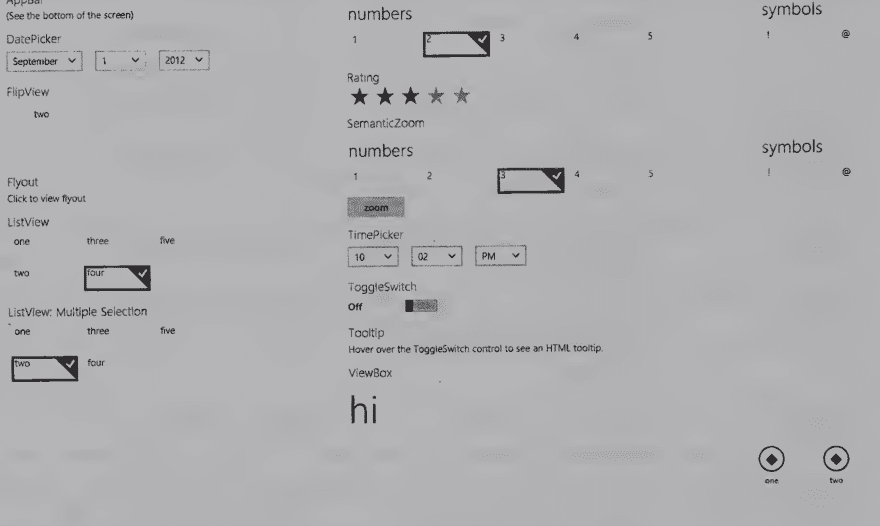 AppBar
(See the bottom of the screen)
DatePicker
September 1 2012
FlipView
two
Flyout
Click to view flyout
ListView
one three five
two four
ListView: Multiple Selection
one three five
two four
numbers symbols
1 2 3 4 5 ! @
Rating
SemanticZoom
numbers symbols
1 2 3 4 5 ! @
zoom
TimePicker
10 02 PM
ToggleSwitch
Off
Tooltip
Hover over the ToggleSwitch control to see an HTML tooltip.
ViewBox
hi
one two